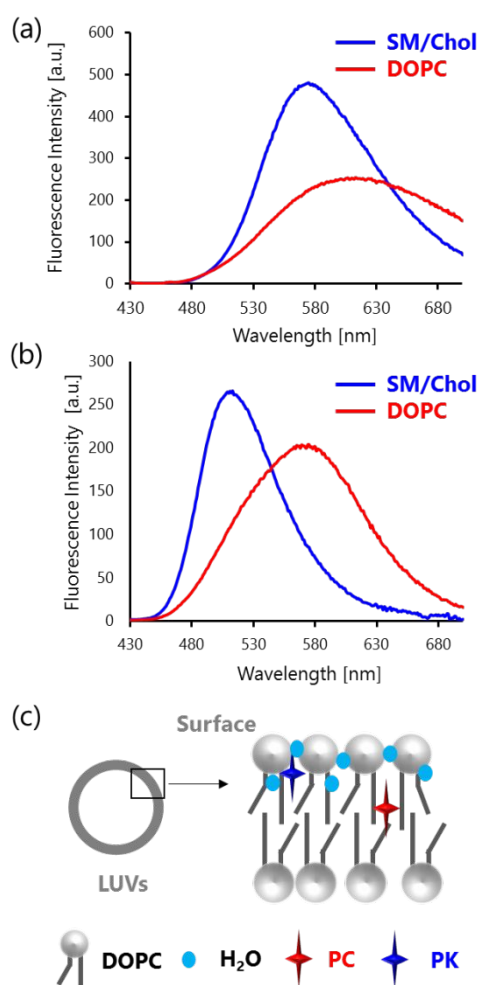 (a)
SM/Chol
DOPC
Fluorescence Intensity [a.u.]
600
500
400
300
200
100
0
430 480 530 580 630 680
Wavelength [nm]
(b)
SM/Chol
DOPC
Fluorescence Intensity [a.u.]
300
250
200
150
100
50
0
430 480 530 580 630 680
Wavelength [nm]
(c)
Surface
LUVs
DOPC H₂O PC PK